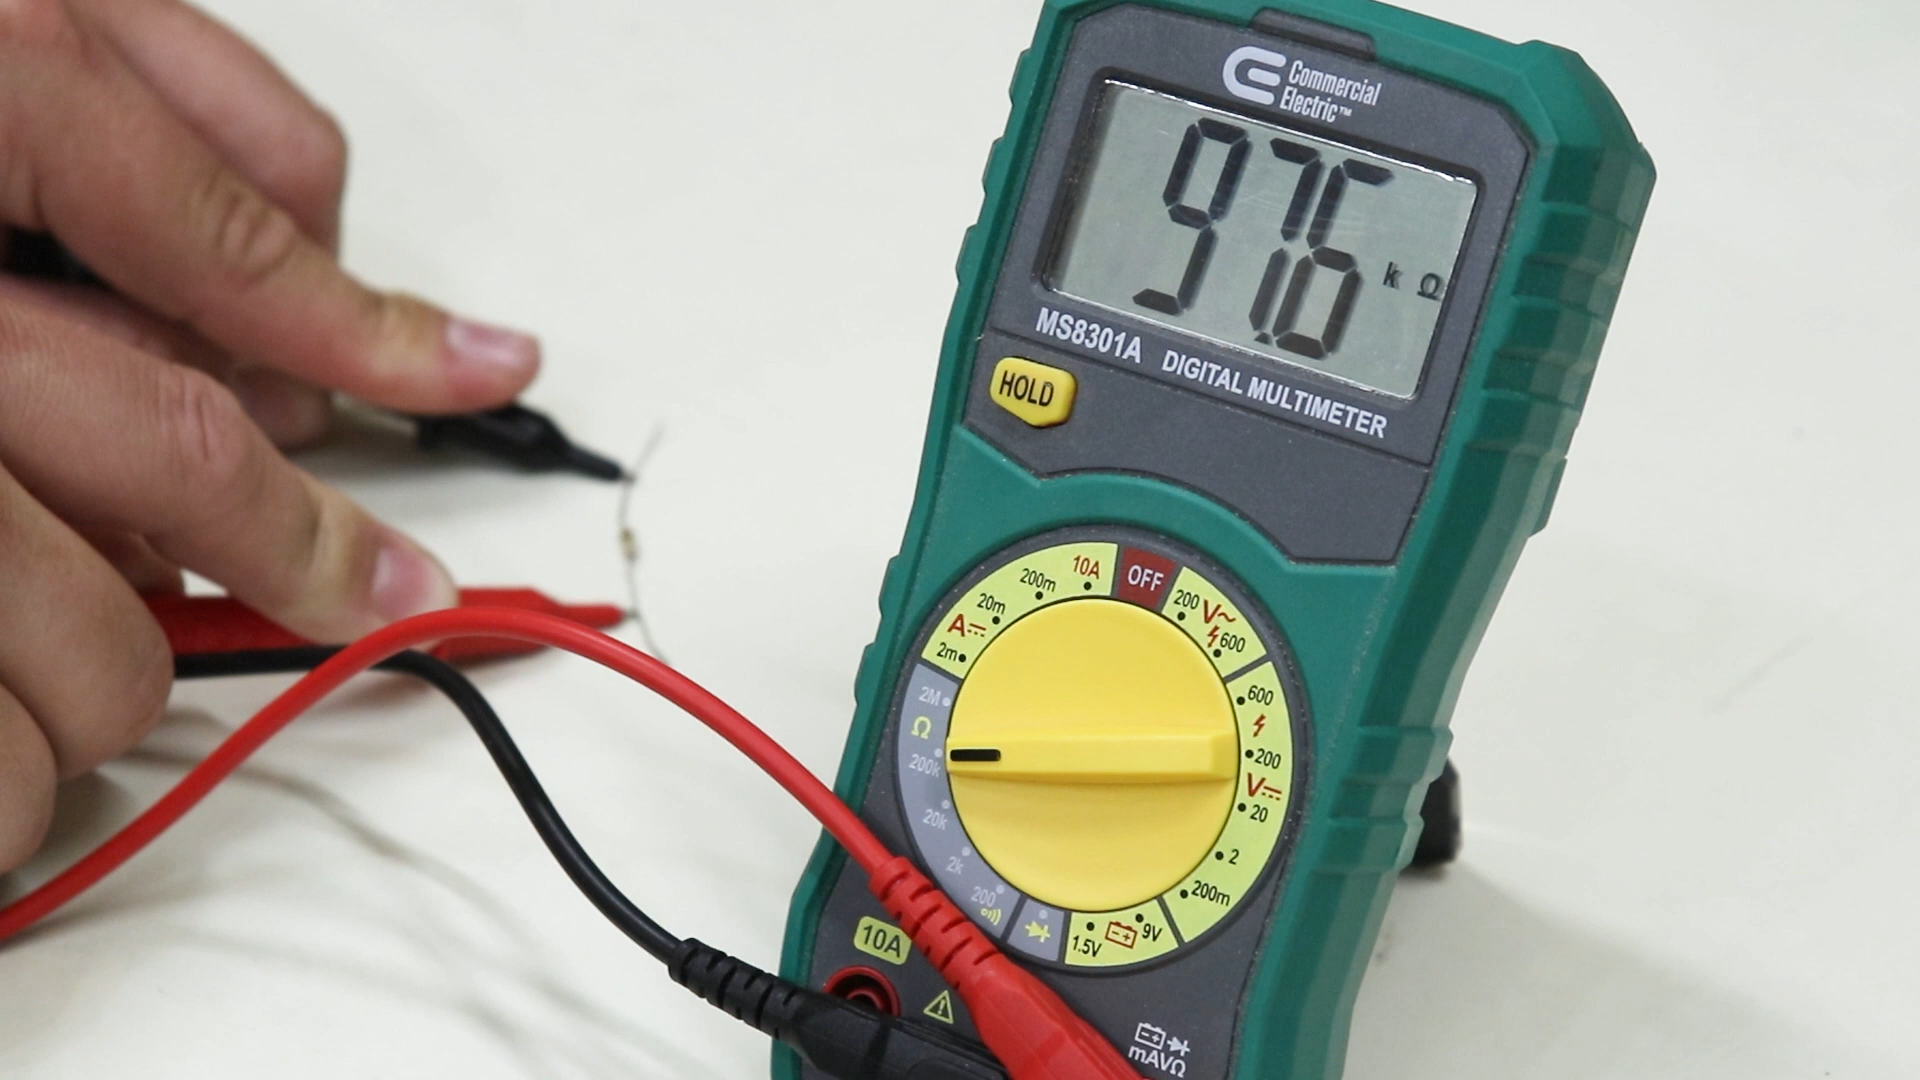 Commercial
Electric™
97.6
k Ω
MS8301A DIGITAL MULTIMETER
HOLD
OFF
10A
200m
20m
A⎓
2m
2M
Ω
200k
20k
2k
200
1.5V
9V
200m
2
20
V⎓
200
600
600
V~
200
10A
mAVΩ